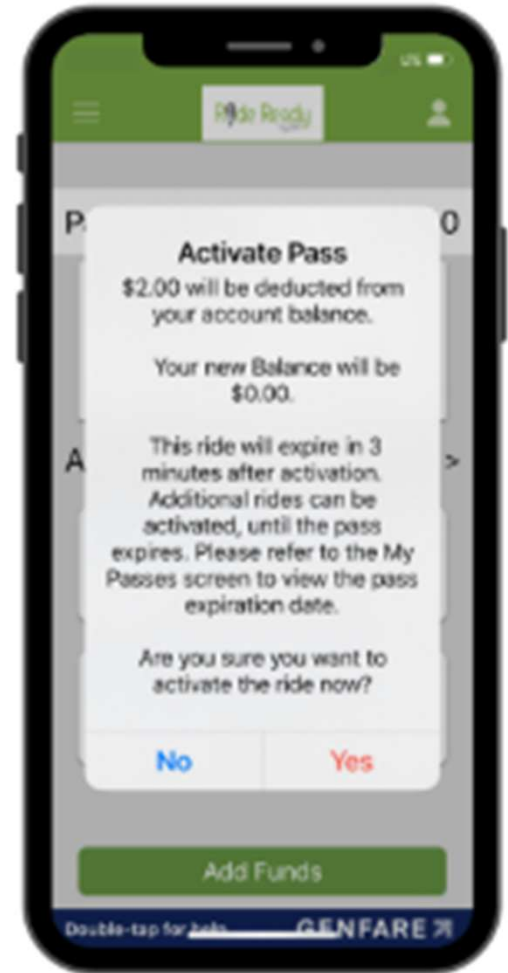 LTE
Ride Ready
P 0
Activate Pass
$2.00 will be deducted from
your account balance.
Your new Balance will be
$0.00.
A >
This ride will expire in 3
minutes after activation.
Additional rides can be
activated, until the pass
expires. Please refer to the My
Passes screen to view the pass
expiration date.
Are you sure you want to
activate the ride now?
No Yes
Add Funds
Double-tap for help GENFARE